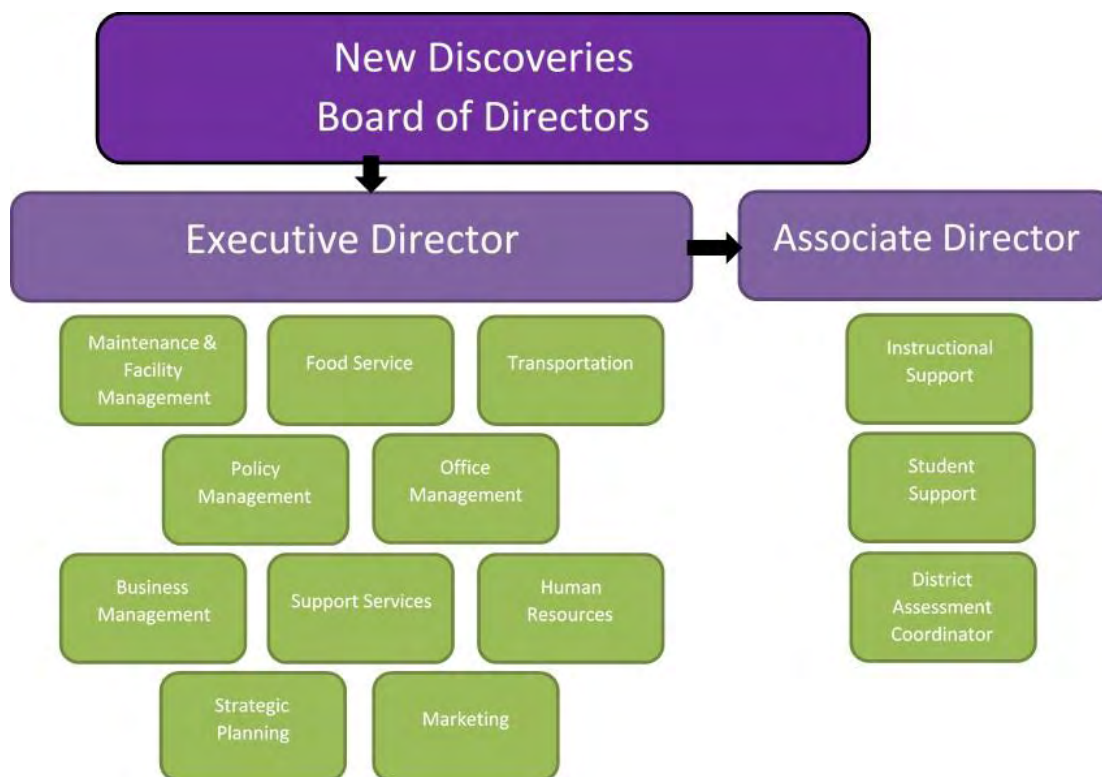 New Discoveries
Board of Directors
Executive Director
Associate Director
Maintenance &
Facility
Management
Food Service
Transportation
Instructional
Support
Policy
Management
Office
Management
Student
Support
Business
Management
Support Services
Human
Resources
District
Assessment
Coordinator
Strategic
Planning
Marketing